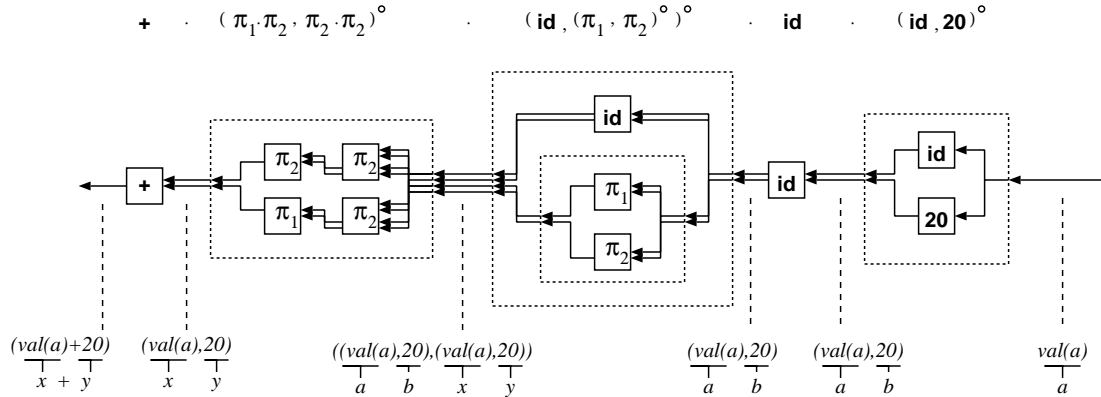 + · ( π₁·π₂ , π₂·π₂ )° · ( id , (π₁ , π₂)° )° · id · ( id , 20 )°
id
π₂ π₂ π₁ id
+ id
π₁ π₂ π₂ 20
(val(a)+20) (val(a),20) ((val(a),20),(val(a),20)) (val(a),20) (val(a),20) val(a)
x + y x y a b x y a b a b a